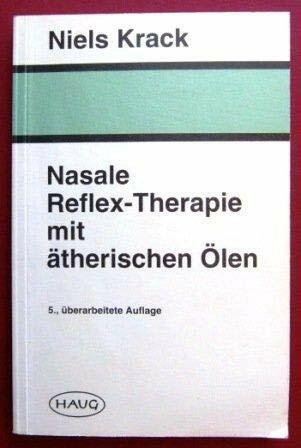 Niels Krack
Nasale
Reflex-Therapie
mit
ätherischen Ölen
5., überarbeitete Auflage
HAUG